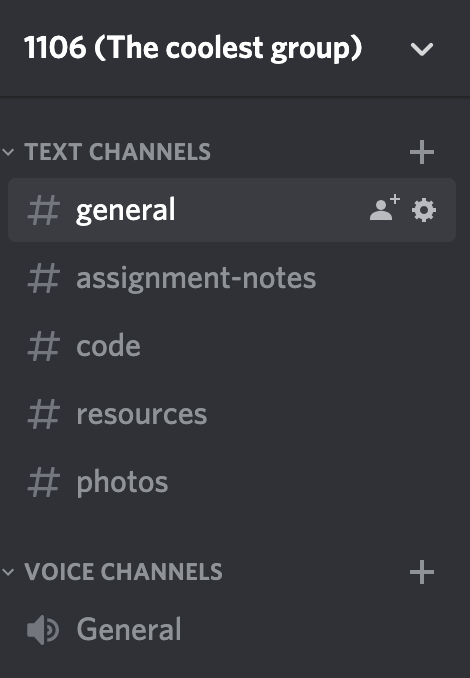 1106 (The coolest group)
TEXT CHANNELS
# general
# assignment-notes
# code
# resources
# photos
VOICE CHANNELS
General